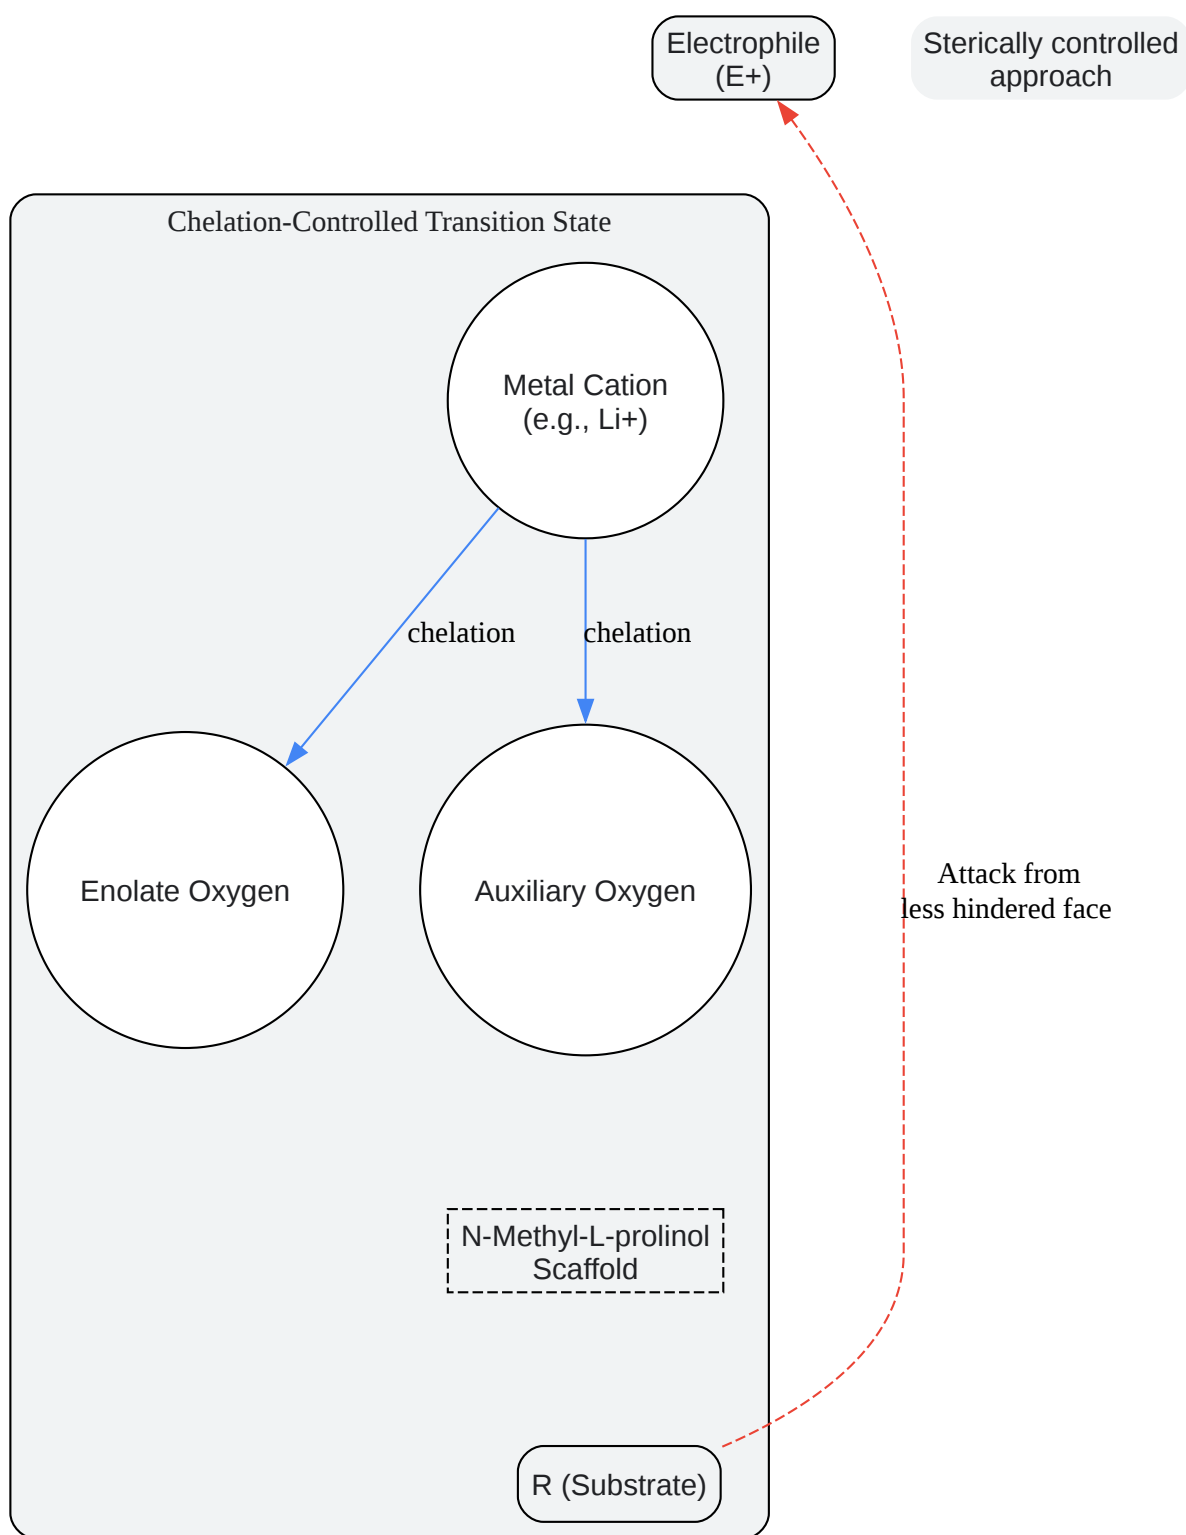 Electrophile
(E+)
Sterically controlled
approach
Chelation-Controlled Transition State
Metal Cation
(e.g., Li+)
chelation
chelation
Enolate Oxygen
Auxiliary Oxygen
Attack from
less hindered face
N-Methyl-L-prolinol
Scaffold
R (Substrate)